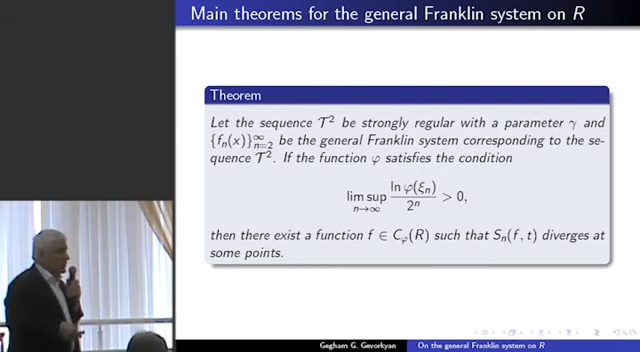 Main theorems for the general Franklin system on R
Theorem
Let the sequence 𝒯² be strongly regular with a parameter γ and
{fₙ(x)}ₙ₌₂^∞ be the general Franklin system corresponding to the se-
quence 𝒯². If the function φ satisfies the condition
lim sup_{n→∞} ln φ(ξₙ) / 2ⁿ > 0,
then there exist a function f ∈ C_φ(R) such that Sₙ(f, t) diverges at
some points.
Gegham G. Gevorkyan On the general Franklin system on R